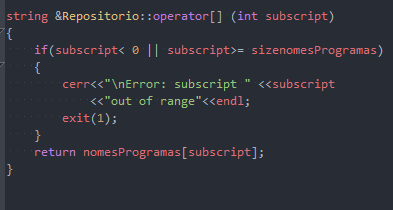 string &Repositorio::operator[] (int subscript)
{
if(subscript< 0 || subscript>= sizenomesProgramas)
{
cerr<<"\nError: subscript " <<subscript
<<"out of range"<<endl;
exit(1);
}
return nomesProgramas[subscript];
}